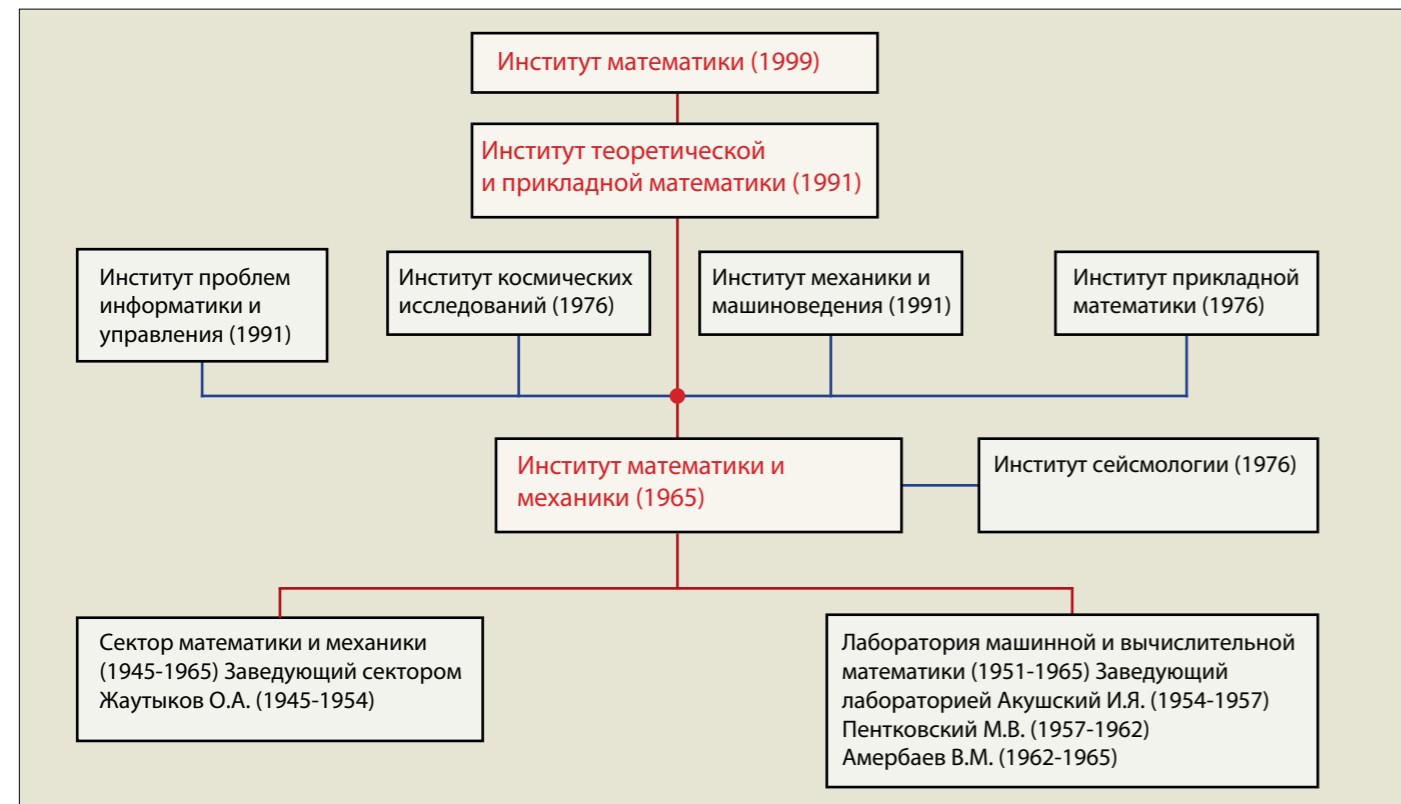 Институт математики (1999)
Институт теоретической
и прикладной математики (1991)
Институт проблем
информатики и
управления (1991)
Институт космических
исследований (1976)
Институт механики и
машиноведения (1991)
Институт прикладной
математики (1976)
Институт математики и
механики (1965)
Институт сейсмологии (1976)
Сектор математики и механики
(1945-1965) Заведующий сектором
Жаутыков О.А. (1945-1954)
Лаборатория машинной и вычислительной
математики (1951-1965) Заведующий
лабораторией Акушский И.Я. (1954-1957)
Пентковский М.В. (1957-1962)
Амербаев В.М. (1962-1965)